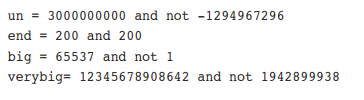 un = 3000000000 and not -1294967296
end = 200 and 200
big = 65537 and not 1
verybig= 12345678908642 and not 1942899938